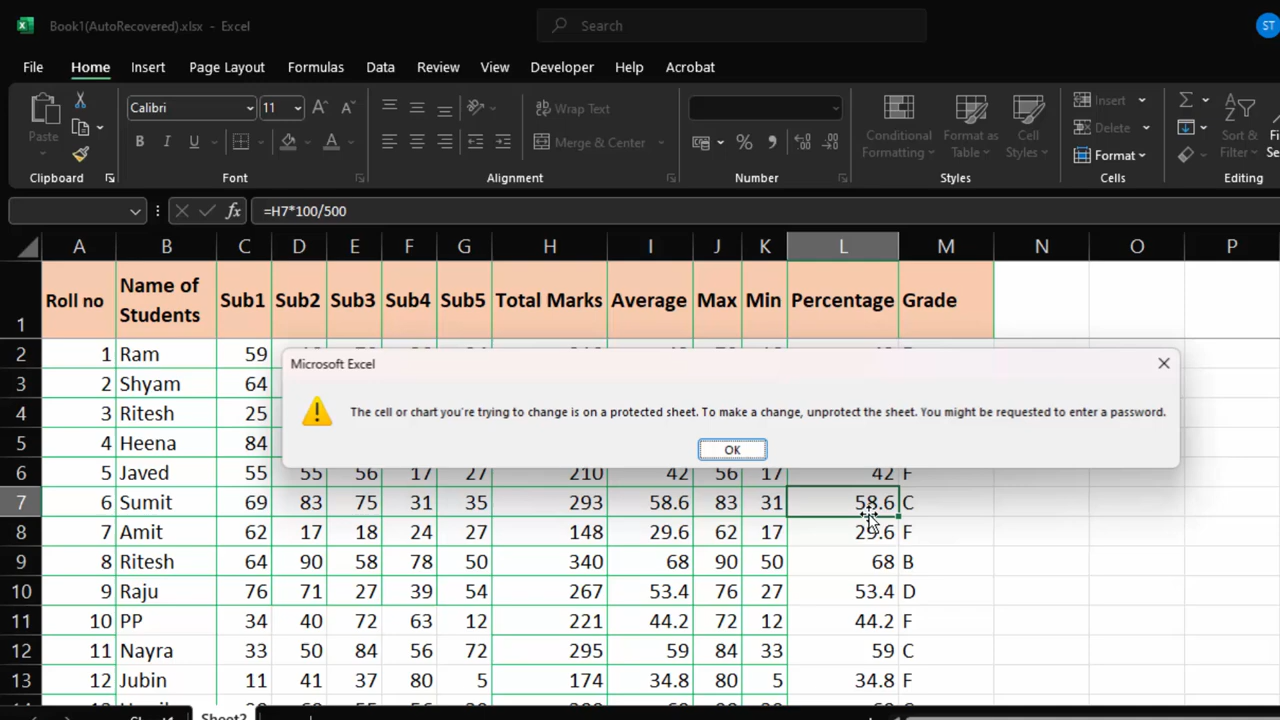 Book1(AutoRecovered).xlsx - Excel
Search
ST
File Home Insert Page Layout Formulas Data Review View Developer Help Acrobat
Paste
Calibri 11
Wrap Text
Merge & Center
Conditional Formatting
Format as Table
Cell Styles
Insert
Delete
Format
Sort &
Filter
Clipboard Font Alignment Number Styles Cells Editing
fx =H7*100/500
A B C D E F G H I J K L M N O P
1 Roll no Name of Students Sub1 Sub2 Sub3 Sub4 Sub5 Total Marks Average Max Min Percentage Grade
2 1 Ram 59
3 2 Shyam 64
4 3 Ritesh 25
5 4 Heena 84
Microsoft Excel
The cell or chart you're trying to change is on a protected sheet. To make a change, unprotect the sheet. You might be requested to enter a password.
OK
6 5 Javed 55 55 56 17 27 210 42 56 17 42 F
7 6 Sumit 69 83 75 31 35 293 58.6 83 31 58.6 C
8 7 Amit 62 17 18 24 27 148 29.6 62 17 29.6 F
9 8 Ritesh 64 90 58 78 50 340 68 90 50 68 B
10 9 Raju 76 71 27 39 54 267 53.4 76 27 53.4 D
11 10 PP 34 40 72 63 12 221 44.2 72 12 44.2 F
12 11 Nayra 33 50 84 56 72 295 59 84 33 59 C
13 12 Jubin 11 41 37 80 5 174 34.8 80 5 34.8 F
Sheet1 Sheet2